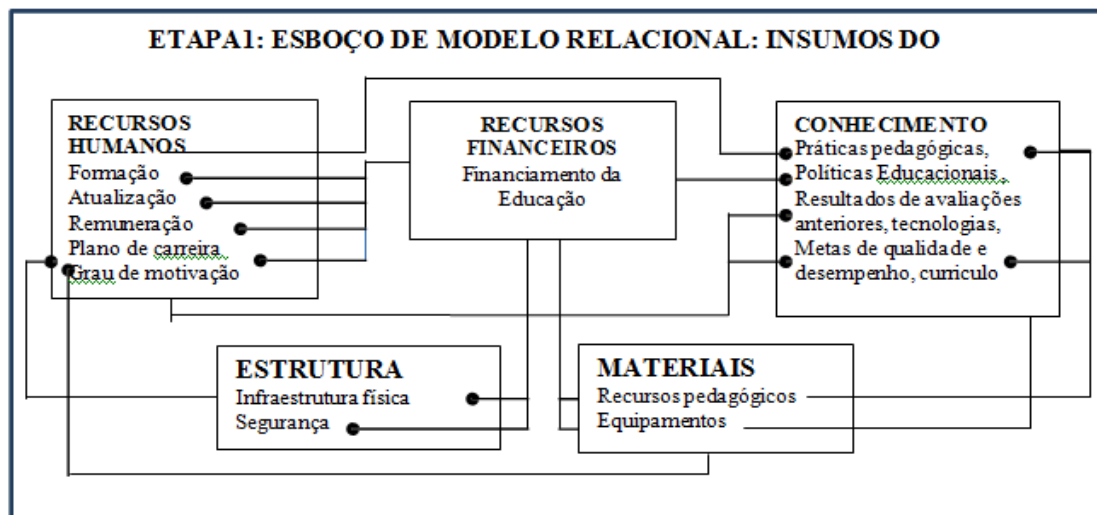 ETAPA1: ESBOÇO DE MODELO RELACIONAL: INSUMOS DO
RECURSOS
HUMANOS
Formação
Atualização
Remuneração
Plano de carreira
Grau de motivação
RECURSOS
FINANCEIROS
Financiamento da
Educação
CONHECIMENTO
Práticas pedagógicas,
Políticas Educacionais ,
Resultados de avaliações
anteriores, tecnologias,
Metas de qualidade e
desempenho, curriculo
ESTRUTURA
Infraestrutura física
Segurança
MATERIAIS
Recursos pedagógicos
Equipamentos